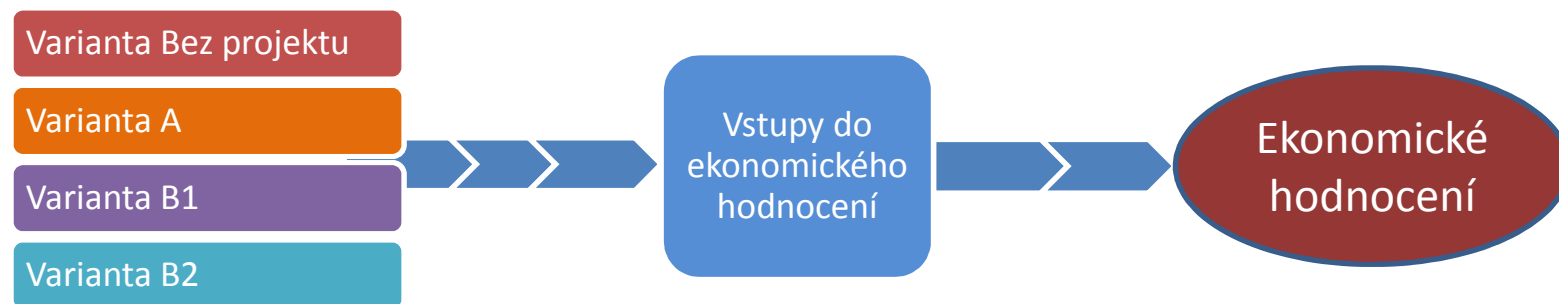 Varianta Bez projektu
Varianta A
Varianta B1
Varianta B2
Vstupy do
ekonomického
hodnocení
Ekonomické
hodnocení